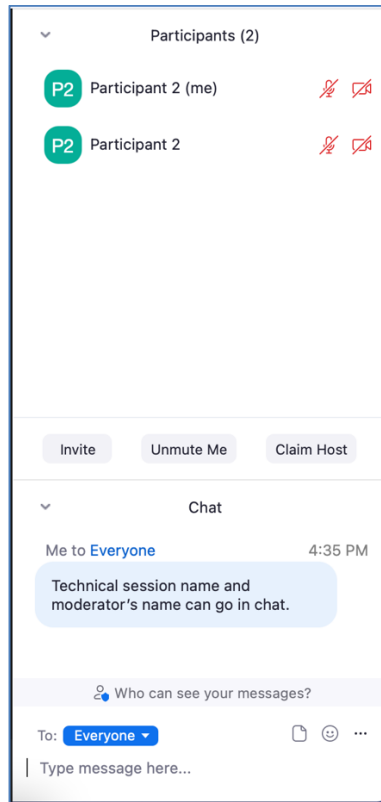 Participants (2)
P2 Participant 2 (me)
P2 Participant 2
Invite Unmute Me Claim Host
Chat
Me to Everyone 4:35 PM
Technical session name and
moderator's name can go in chat.
Who can see your messages?
To: Everyone
Type message here...